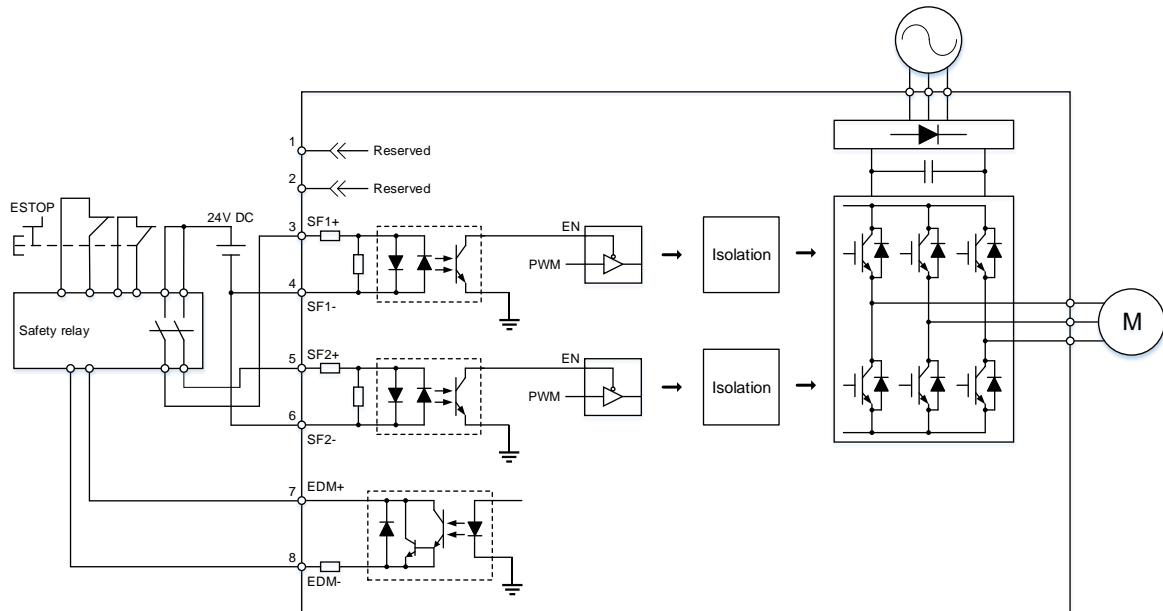 1
Reserved
2
Reserved
ESTOP
24V DC
3
SF1+
EN
PWM
Isolation
4
SF1-
Safety relay
M
5
SF2+
EN
PWM
Isolation
6
SF2-
7
EDM+
8
EDM-